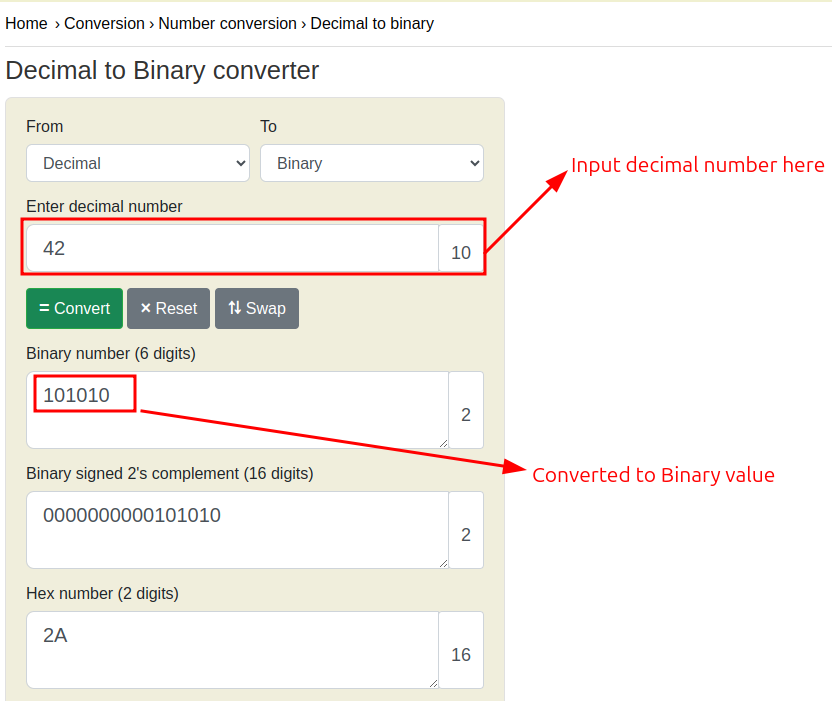 Home › Conversion › Number conversion › Decimal to binary
Decimal to Binary converter
From To
Decimal Binary
Input decimal number here
Enter decimal number
42 10
= Convert × Reset ⇅ Swap
Binary number (6 digits)
101010
2
Converted to Binary value
Binary signed 2's complement (16 digits)
0000000000101010
2
Hex number (2 digits)
2A
16